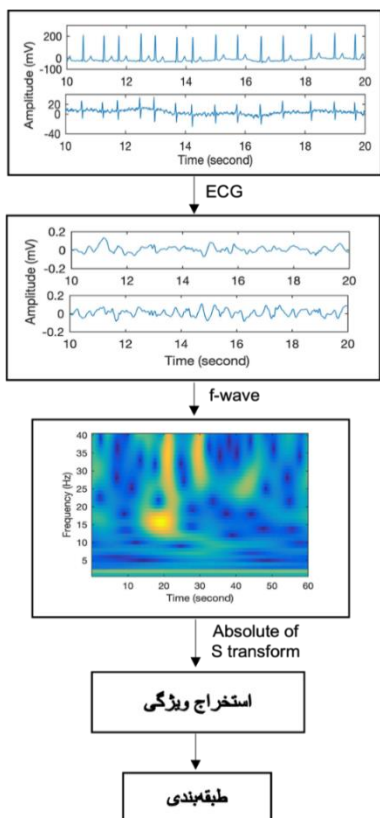 300
200
100
0
-100
Amplitude (mV)
10 12 14 16 18 20
20
0
-40
10 12 14 16 18 20
Time (second)
ECG
0.2
0
-0.2
10 12 14 16 18 20
Amplitude (mV)
0.2
0
-0.2
10 12 14 16 18 20
Time (second)
f-wave
40
35
30
25
20
15
10
5
Frequency (Hz)
10 20 30 40 50 60
Time (second)
Absolute of
S transform
استخراج ویژگی
طبقه‌بندی